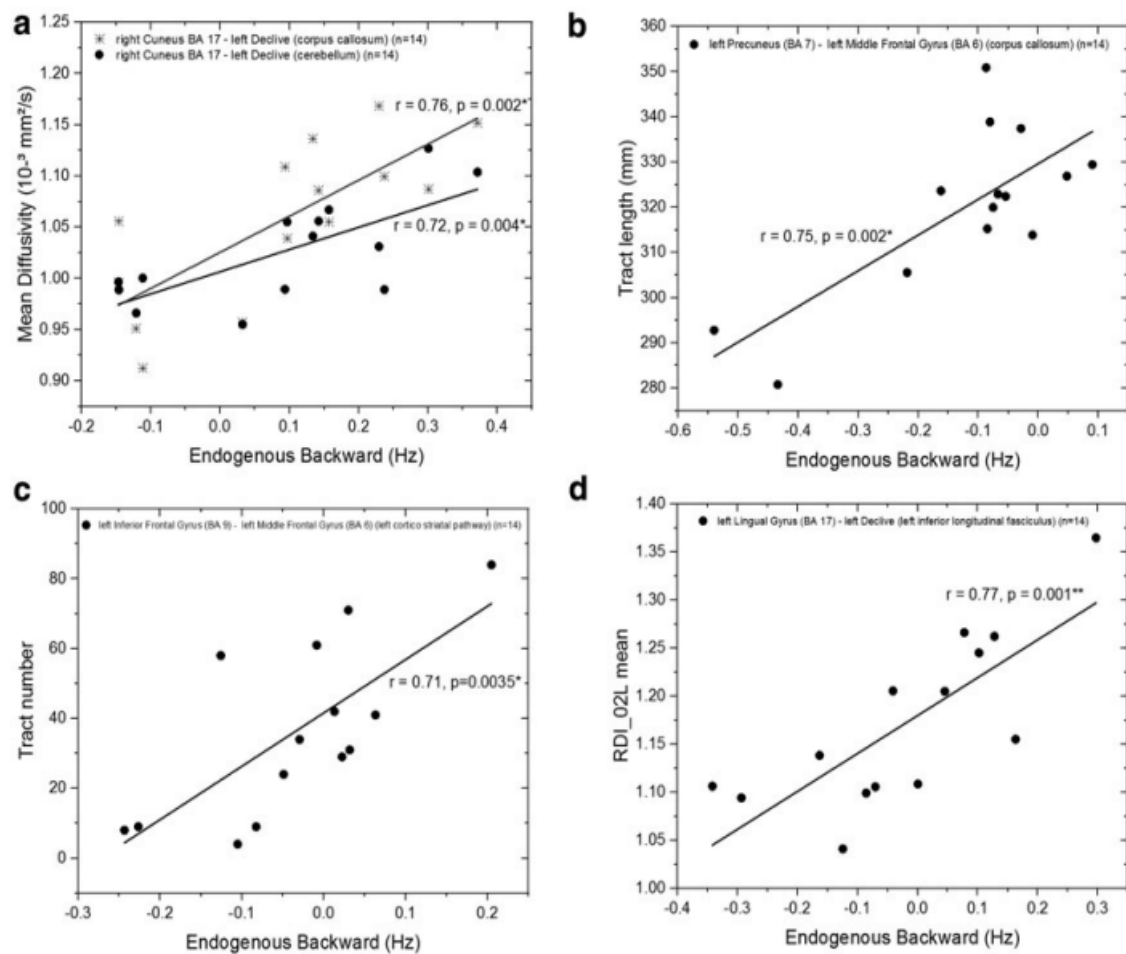 a
1.25
1.20
1.15
1.10
1.05
1.00
0.95
0.90
Mean Diffusivity (10-³ mm²/s)
right Cuneus BA 17 - left Declive (corpus callosum) (n=14)
right Cuneus BA 17 - left Declive (cerebellum) (n=14)
r = 0.76, p = 0.002*
r = 0.72, p = 0.004*
-0.2 -0.1 0.0 0.1 0.2 0.3 0.4
Endogenous Backward (Hz)
b
360
350
340
330
320
310
300
290
280
Tract length (mm)
left Precuneus (BA 7) - left Middle Frontal Gyrus (BA 6) (corpus callosum) (n=14)
r = 0.75, p = 0.002*
-0.6 -0.5 -0.4 -0.3 -0.2 -0.1 0.0 0.1
Endogenous Backward (Hz)
c
100
80
60
40
20
0
Tract number
left Inferior Frontal Gyrus (BA 9) - left Middle Frontal Gyrus (BA 6) (left cortico striatal pathway) (n=14)
r = 0.71, p=0.0035*
-0.3 -0.2 -0.1 0.0 0.1 0.2
Endogenous Backward (Hz)
d
1.40
1.35
1.30
1.25
1.20
1.15
1.10
1.05
1.00
RDI_02L mean
left Lingual Gyrus (BA 17) - left Declive (left inferior longitudinal fasciculus) (n=14)
r = 0.77, p = 0.001**
-0.4 -0.3 -0.2 -0.1 0.0 0.1 0.2 0.3
Endogenous Backward (Hz)